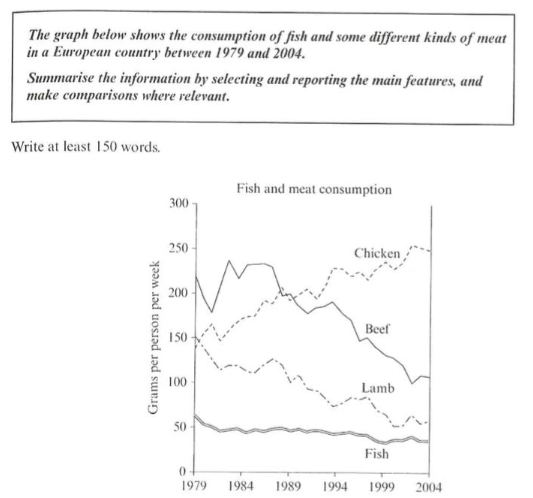 The graph below shows the consumption of fish and some different kinds of meat
in a European country between 1979 and 2004.
Summarise the information by selecting and reporting the main features, and
make comparisons where relevant.
Write at least 150 words.
Fish and meat consumption
Grams per person per week
300
250
200
150
100
50
0
Chicken
Beef
Lamb
Fish
1979 1984 1989 1994 1999 2004